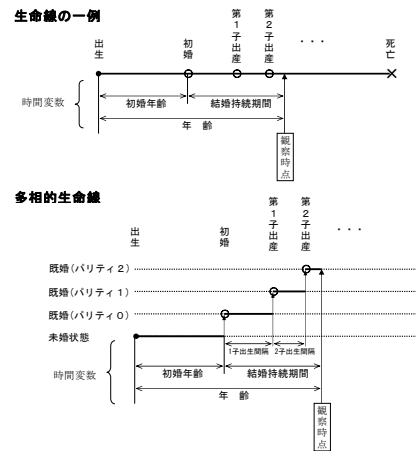 生命線の一例
出生
初婚
第1子出産
第2子出産
・・・
死亡
時間変数
初婚年齢
結婚持続期間
年 齢
観察時点
多相的生命線
出生
初婚
第1子出産
第2子出産
・・・
既婚(パリティ2)
既婚(パリティ1)
既婚(パリティ0)
未婚状態
1子出生間隔
2子出生間隔
時間変数
初婚年齢
結婚持続期間
年 齢
観察時点